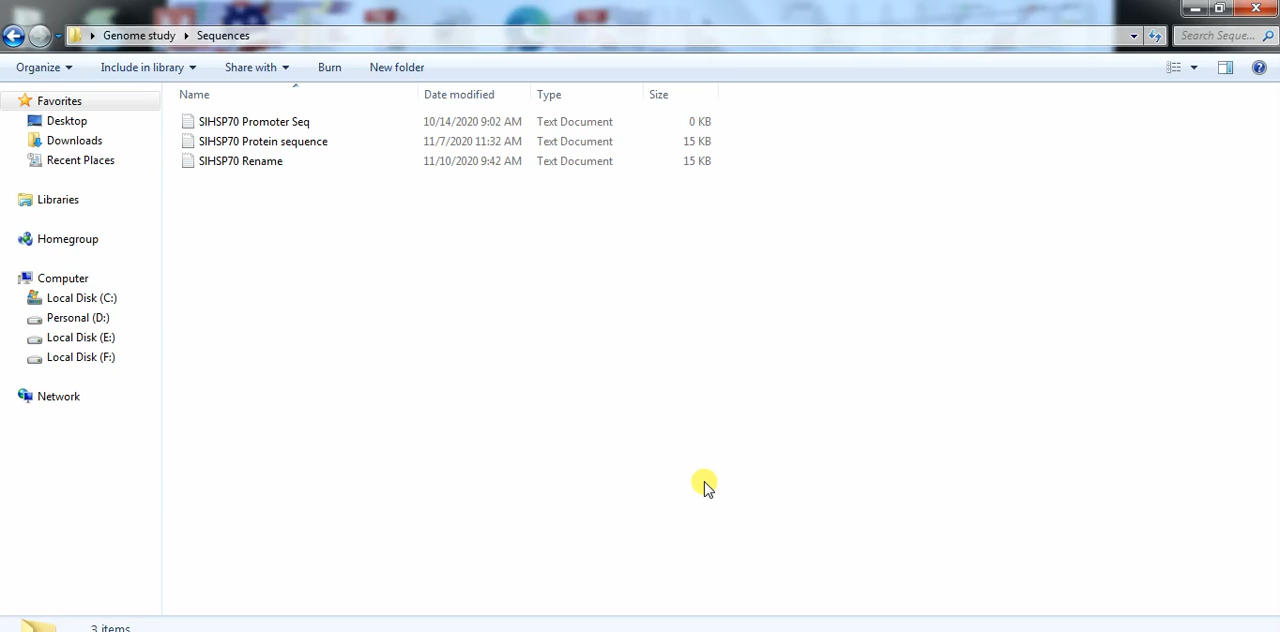 Genome study Sequences
Search Seque...
Organize Include in library Share with Burn New folder
Favorites
Desktop
Downloads
Recent Places
Libraries
Homegroup
Computer
Local Disk (C:)
Personal (D:)
Local Disk (E:)
Local Disk (F:)
Network
Name Date modified Type Size
SIHSP70 Promoter Seq 10/14/2020 9:02 AM Text Document 0 KB
SIHSP70 Protein sequence 11/7/2020 11:32 AM Text Document 15 KB
SIHSP70 Rename 11/10/2020 9:42 AM Text Document 15 KB
3 items